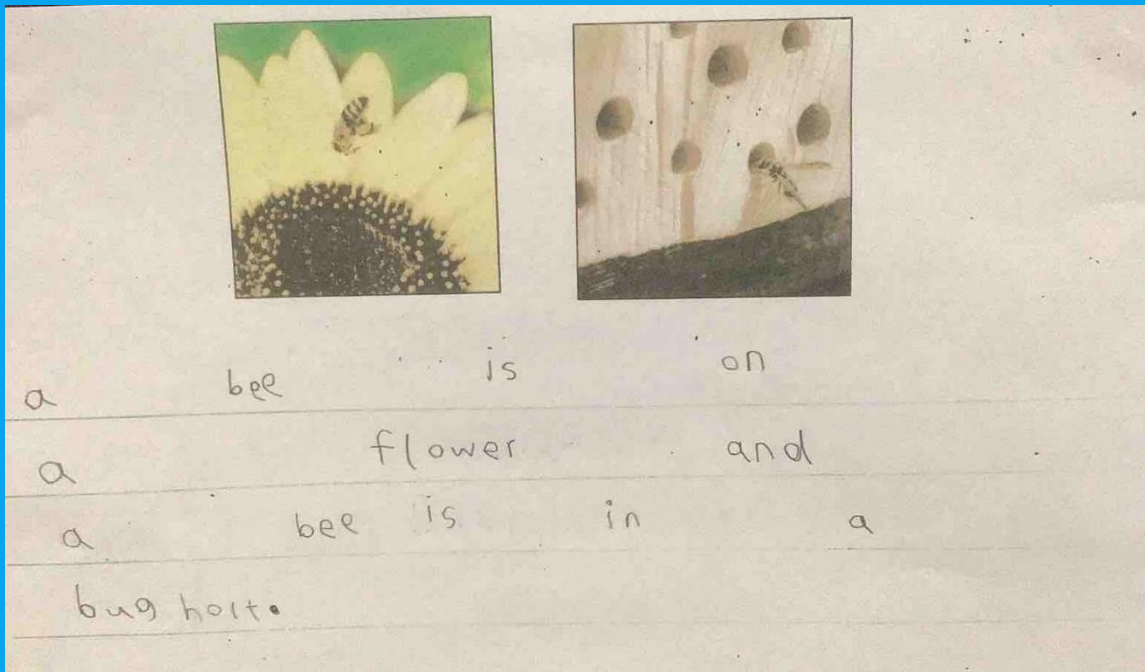 a bee is on
a flower and
a bee is in a
bug holt.